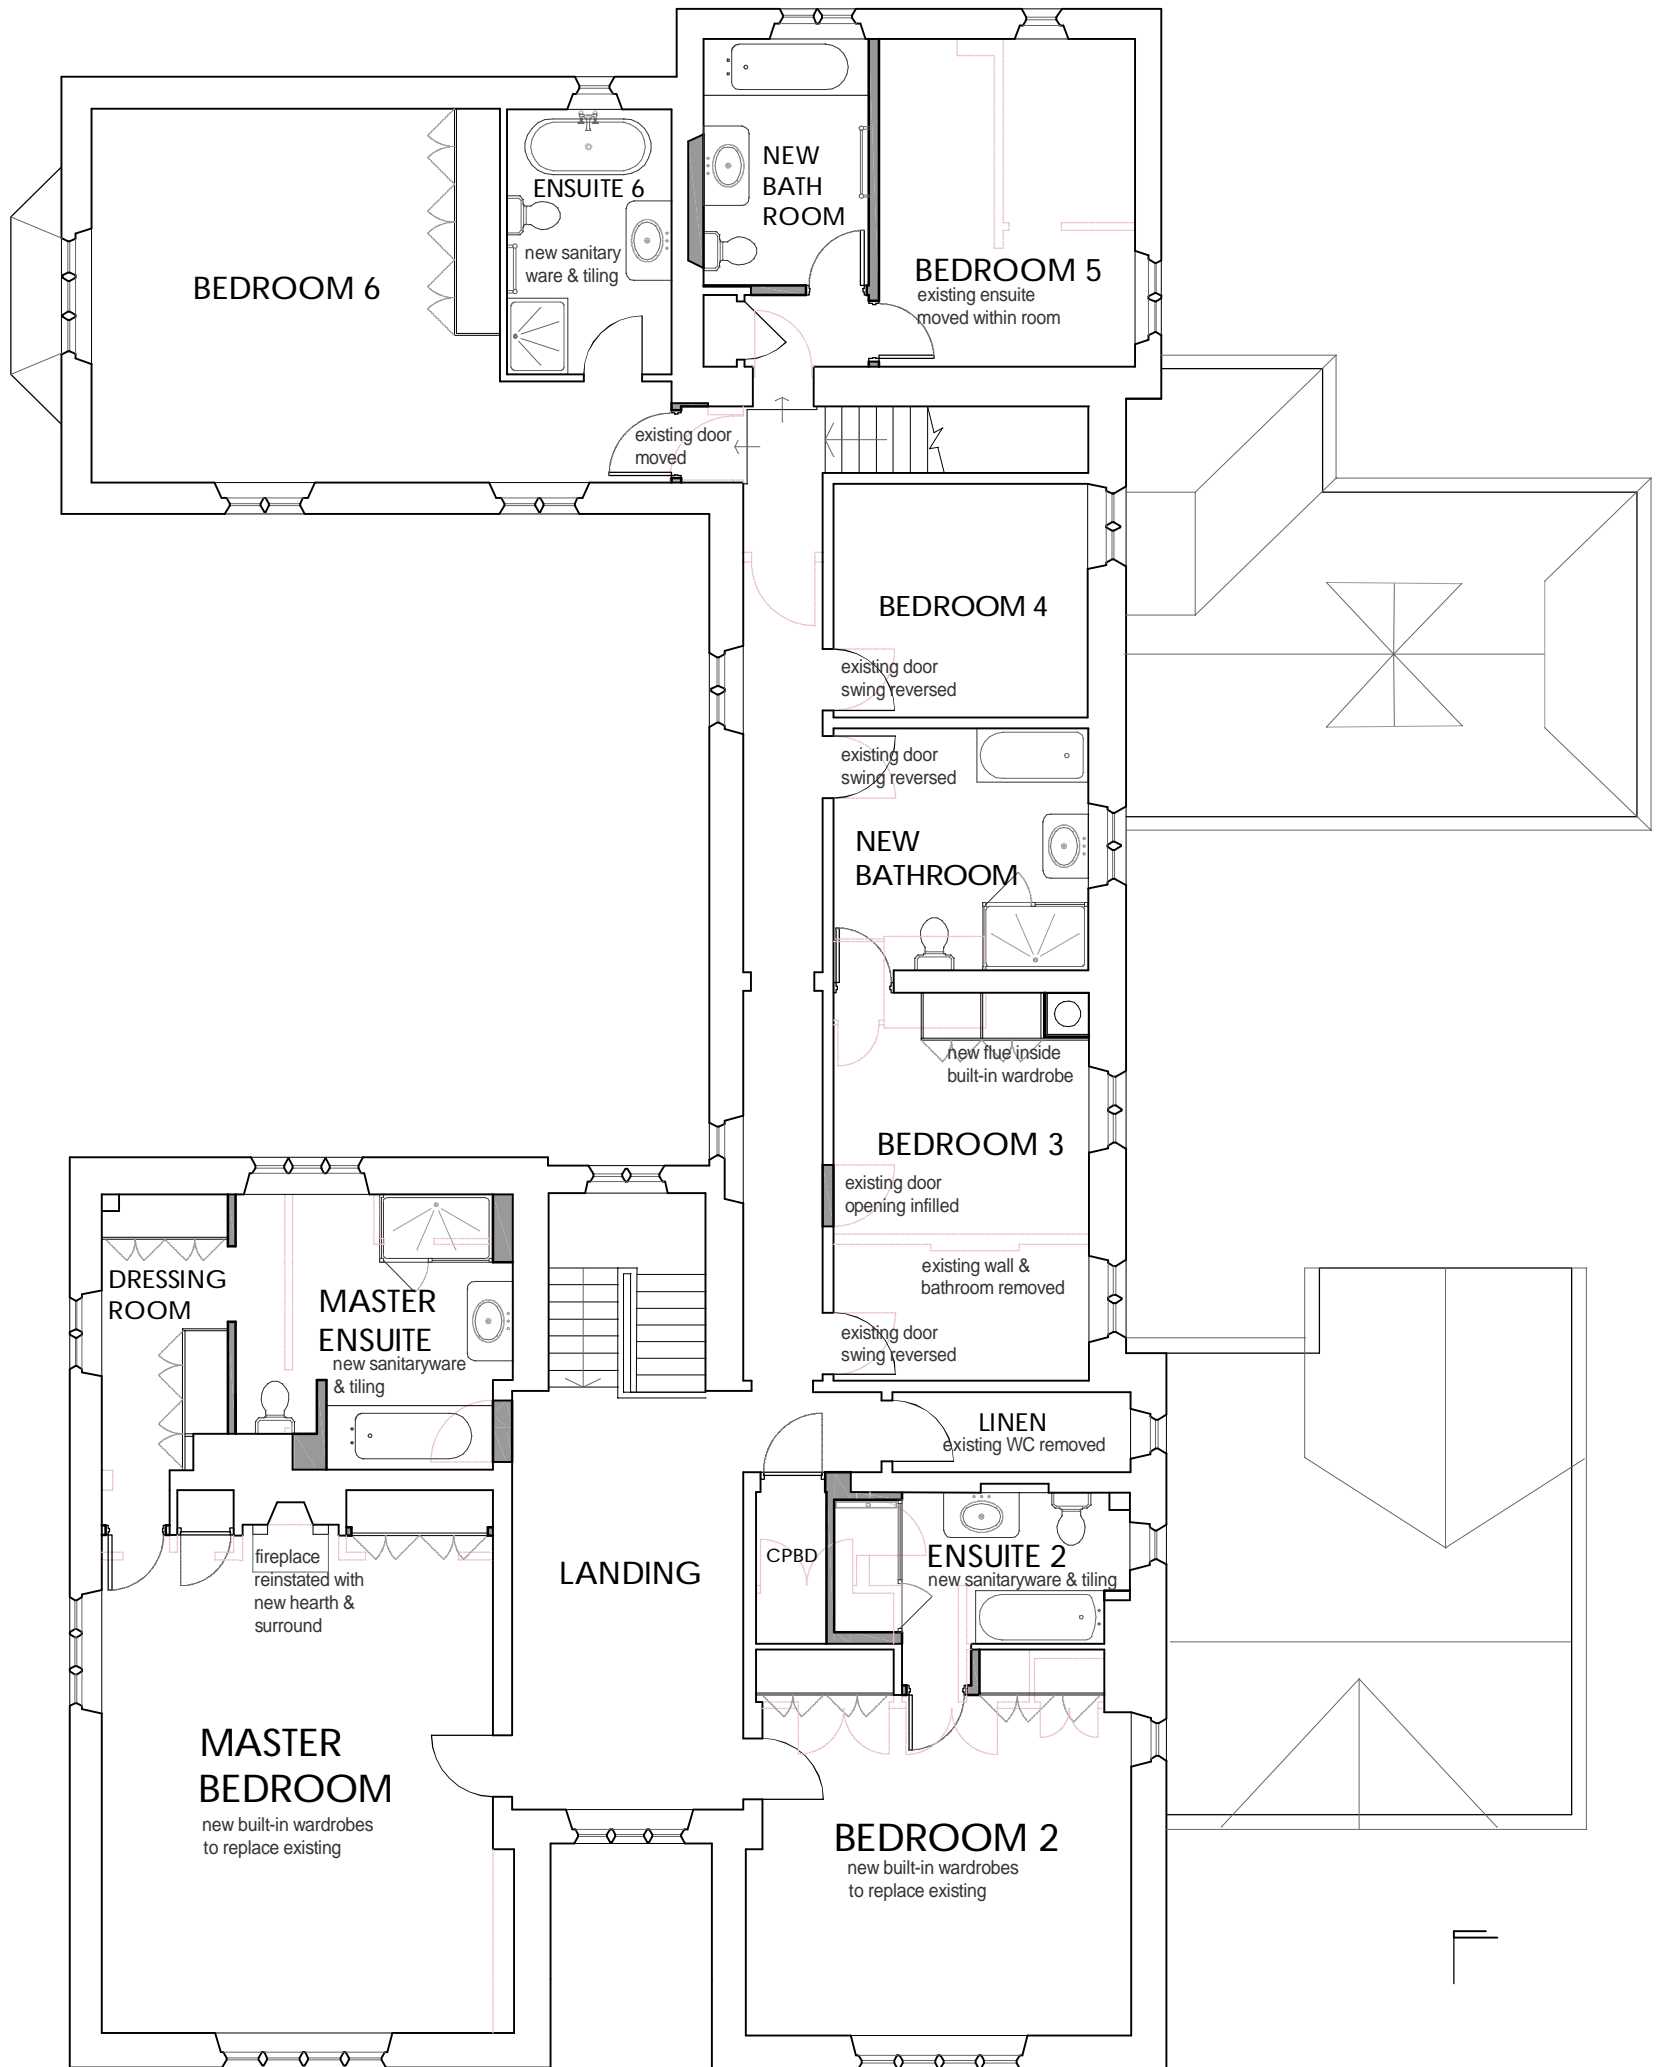 NEW
BATH
ROOM
ENSUITE 6
new sanitary
ware & tiling
BEDROOM 6
BEDROOM 5
existing ensuite
moved within room
existing door
moved
BEDROOM 4
existing door
swing reversed
existing door
swing reversed
NEW
BATHROOM
new flue inside
built-in wardrobe
BEDROOM 3
existing door
opening infilled
existing wall &
bathroom removed
existing door
swing reversed
DRESSING
ROOM
MASTER
ENSUITE
new sanitaryware
& tiling
LINEN
existing WC removed
CPBD
ENSUITE 2
new sanitaryware & tiling
fireplace
reinstated with
new hearth &
surround
LANDING
MASTER
BEDROOM
new built-in wardrobes
to replace existing
BEDROOM 2
new built-in wardrobes
to replace existing